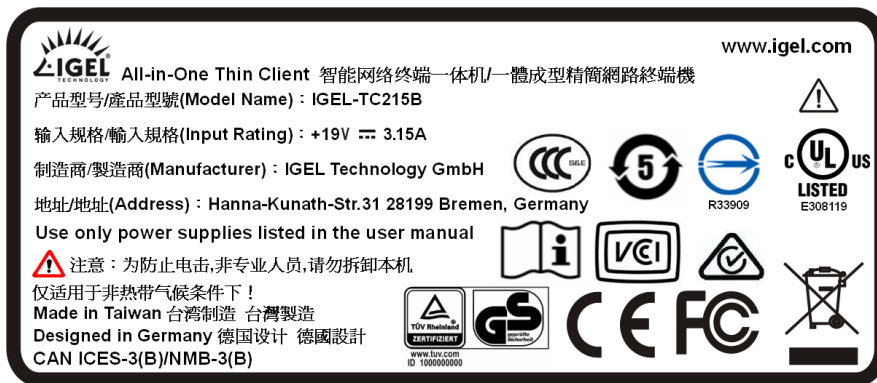 IGEL
TECHNOLOGY
www.igel.com
All-in-One Thin Client 智能网络终端一体机/一體成型精簡網路終端機
产品型号/產品型號(Model Name)：IGEL-TC215B
输入规格/輸入規格(Input Rating)：+19V ⎓ 3.15A
制造商/製造商(Manufacturer)：IGEL Technology GmbH
地址/地址(Address)：Hanna-Kunath-Str.31 28199 Bremen, Germany
Use only power supplies listed in the user manual
注意：为防止电击,非专业人员,请勿拆卸本机
仅适用于非热带气候条件下！
Made in Taiwan 台湾制造 台灣製造
Designed in Germany 德国设计 德國設計
CAN ICES-3(B)/NMB-3(B)
CCC S&E
5
R33909
c UL US
LISTED
E308119
i
VCI
TÜV Rheinland
ZERTIFIZIERT
www.tuv.com
ID 1000000000
GS
geprüfte
Sicherheit
CE FC